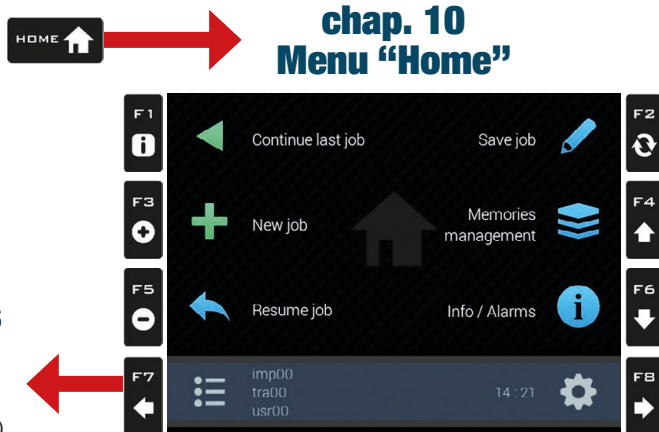 HOME
chap. 10
Menu “Home”
F1
Continue last job
Save job
F2
F3
New job
Memories
management
F4
F5
Resume job
Info / Alarms
F6
F7
imp00
tra00
usr00
14:21
F8